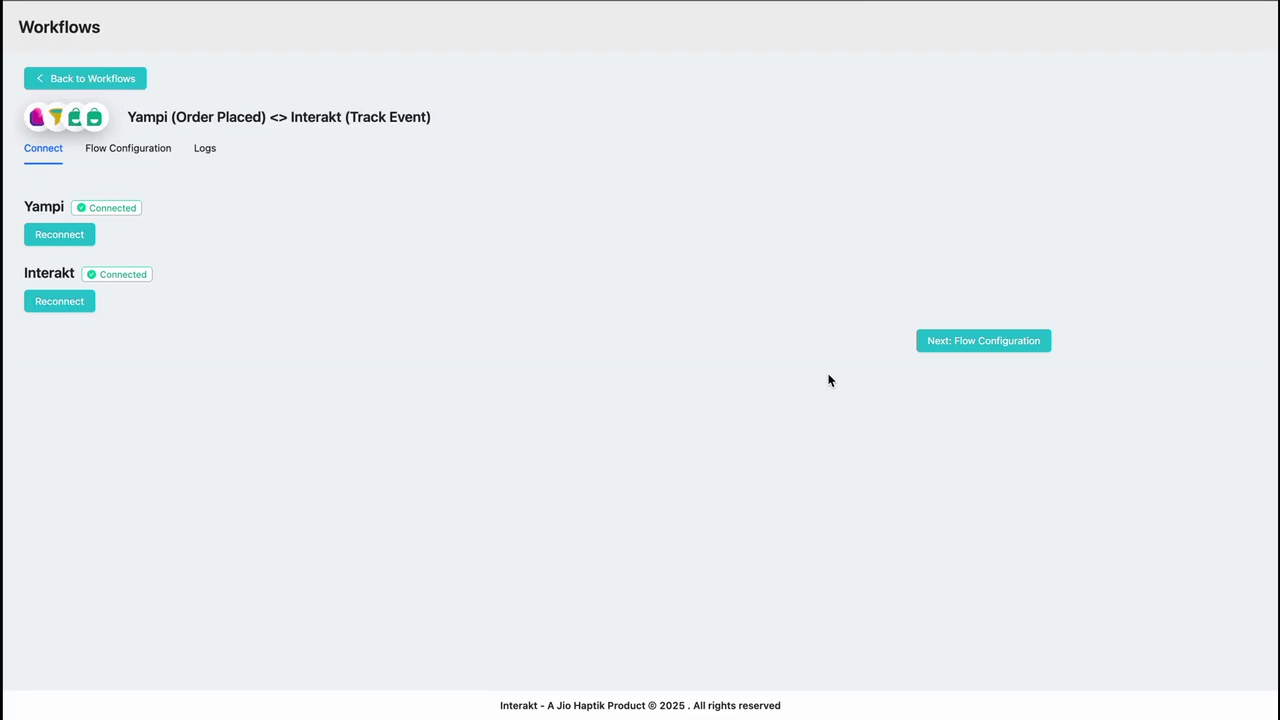 Workflows
Back to Workflows
Yampi (Order Placed) <> Interakt (Track Event)
Connect Flow Configuration Logs
Yampi Connected
Reconnect
Interakt Connected
Reconnect
Next: Flow Configuration
Interakt - A Jio Haptik Product © 2025 . All rights reserved